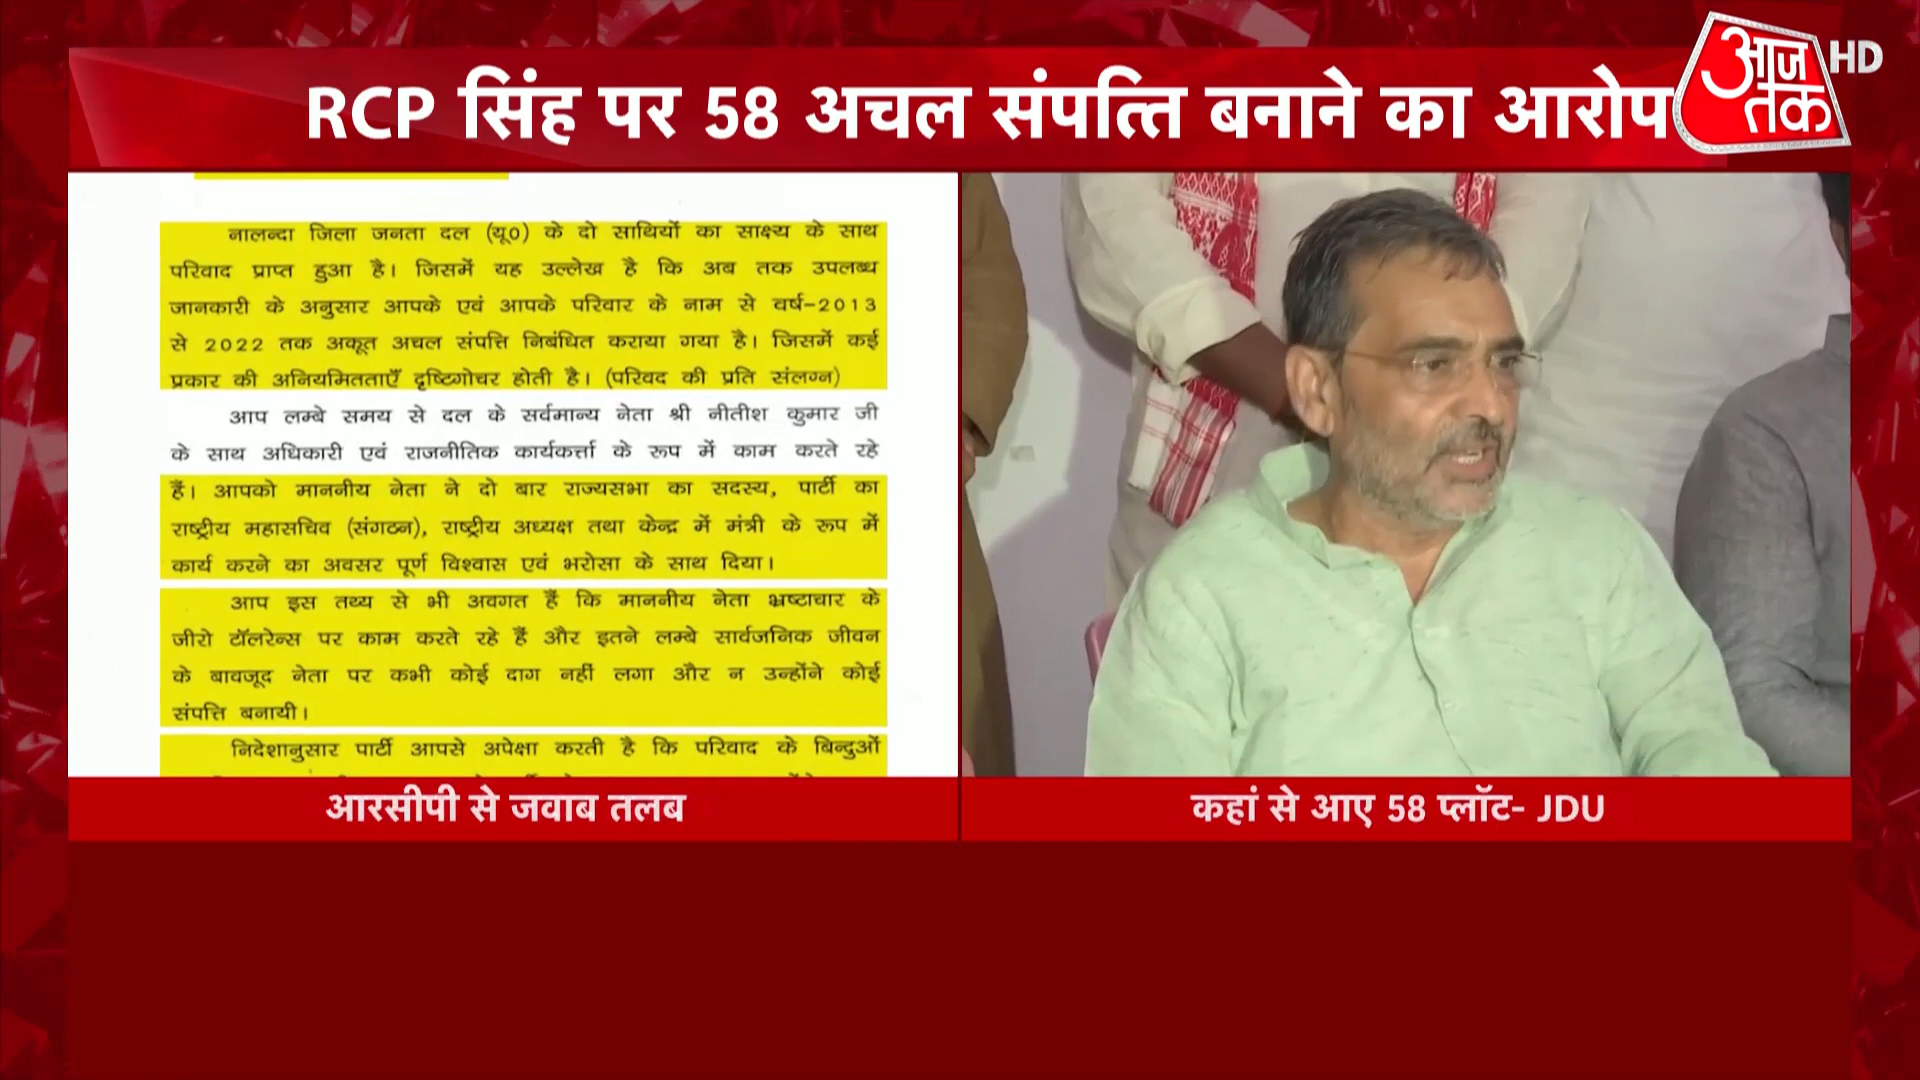 RCP सिंह पर 58 अचल संपत्ति बनाने का आरोप
आज तक HD
नालन्दा जिला जनता दल (यू०) के दो साथियों का साक्ष्य के साथ
परिवाद प्राप्त हुआ है। जिसमें यह उल्लेख है कि अब तक उपलब्ध
जानकारी के अनुसार आपके एवं आपके परिवार के नाम से वर्ष–2013
से 2022 तक अकूत अचल संपत्ति निबंधित कराया गया है। जिसमें कई
प्रकार की अनियमितताएँ दृष्टिगोचर होती है। (परिवद की प्रति संलग्न)
आप लम्बे समय से दल के सर्वमान्य नेता श्री नीतीश कुमार जी
के साथ अधिकारी एवं राजनीतिक कार्यकर्त्ता के रूप में काम करते रहे
हैं। आपको माननीय नेता ने दो बार राज्यसभा का सदस्य, पार्टी का
राष्ट्रीय महासचिव (संगठन), राष्ट्रीय अध्यक्ष तथा केन्द्र में मंत्री के रूप में
कार्य करने का अवसर पूर्ण विश्वास एवं भरोसा के साथ दिया।
आप इस तथ्य से भी अवगत हैं कि माननीय नेता भ्रष्टाचार के
जीरो टॉलरेन्स पर काम करते रहे हैं और इतने लम्बे सार्वजनिक जीवन
के बावजूद नेता पर कभी कोई दाग नहीं लगा और न उन्होंने कोई
संपत्ति बनायी।
निदेशानुसार पार्टी आपसे अपेक्षा करती है कि परिवाद के बिन्दुओं
आरसीपी से जवाब तलब
कहां से आए 58 प्लॉट- JDU